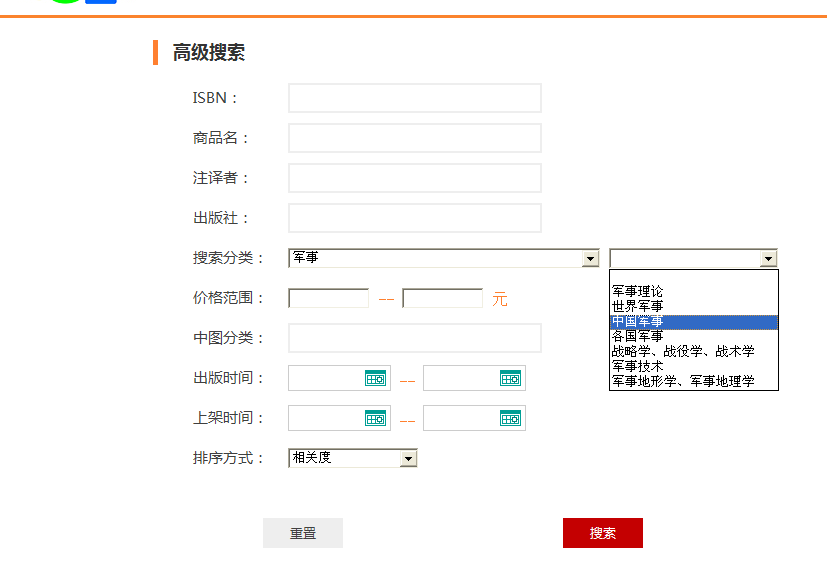 高级搜索
ISBN：
商品名：
注译者：
出版社：
搜索分类： 军事
军事理论
世界军事
中国军事
各国军事
战略学、战役学、战术学
军事技术
军事地形学、军事地理学
价格范围： -- 元
中图分类：
出版时间： --
上架时间： --
排序方式： 相关度
重置 搜索